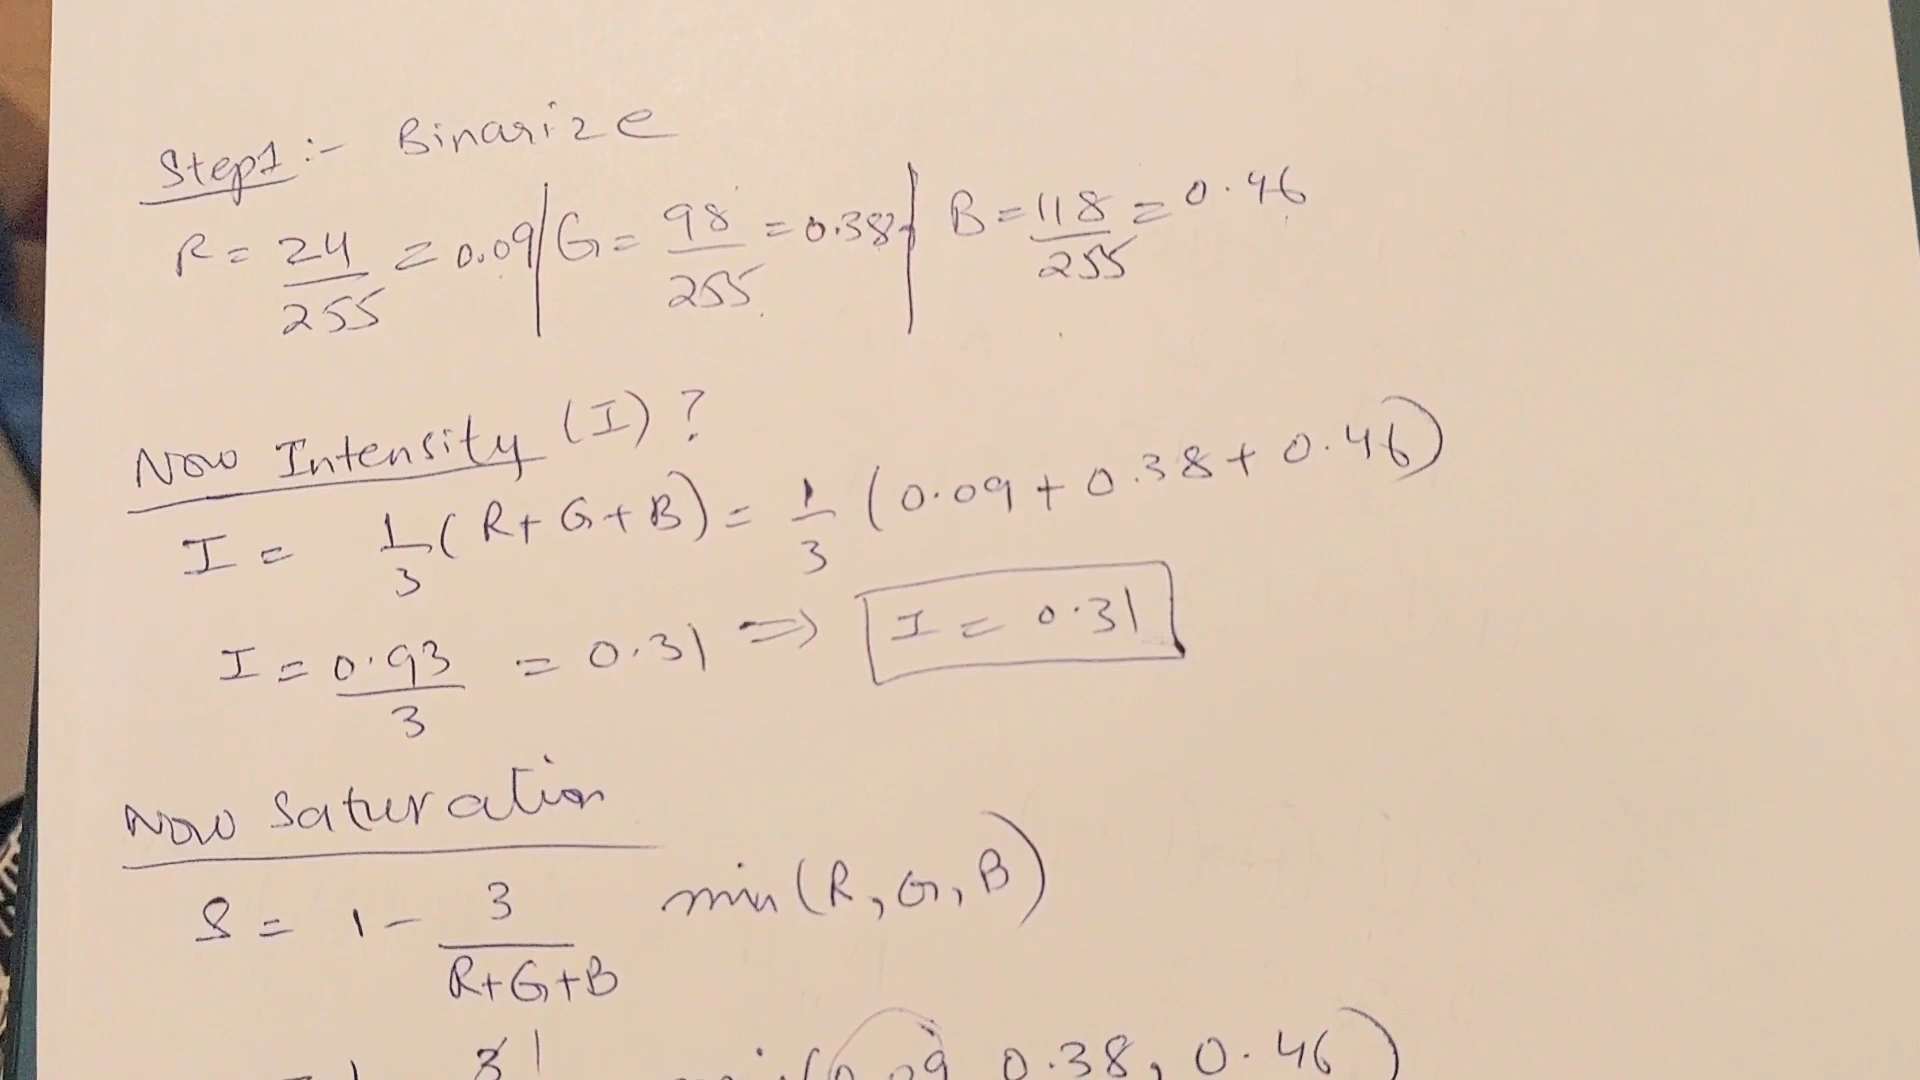 Step1 :- Binarize
R = 24/255 = 0.09 | G = 98/255 = 0.38 | B = 118/255 = 0.46
Now Intensity (I) ?
I = 1/3 (R+G+B) = 1/3 (0.09 + 0.38 + 0.46)
I = 0.93/3 = 0.31 => I = 0.31
Now Saturation
S = 1 - 3/(R+G+B) min(R, G, B)
0.09 0.38, 0.46)